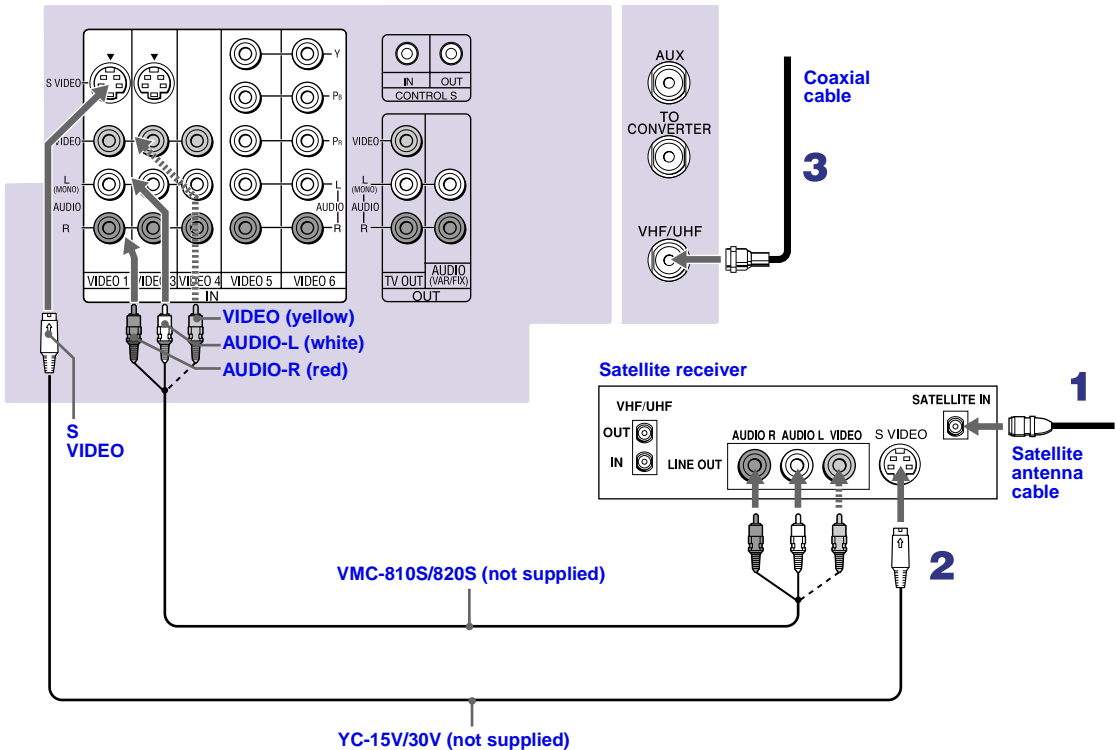 S VIDEO
VIDEO
L
(MONO)
AUDIO
R
Y
PB
PR
L
AUDIO
R
VIDEO 1
VIDEO 3
VIDEO 4
VIDEO 5
VIDEO 6
IN
IN
OUT
CONTROL S
VIDEO
L
(MONO)
AUDIO
R
TV OUT
AUDIO
(VAR/FIX)
OUT
AUX
TO
CONVERTER
VHF/UHF
Coaxial
cable
3
VIDEO (yellow)
AUDIO-L (white)
AUDIO-R (red)
S
VIDEO
Satellite receiver
VHF/UHF
OUT
IN
LINE OUT
AUDIO R
AUDIO L
VIDEO
S VIDEO
SATELLITE IN
1
Satellite
antenna
cable
2
VMC-810S/820S (not supplied)
YC-15V/30V (not supplied)